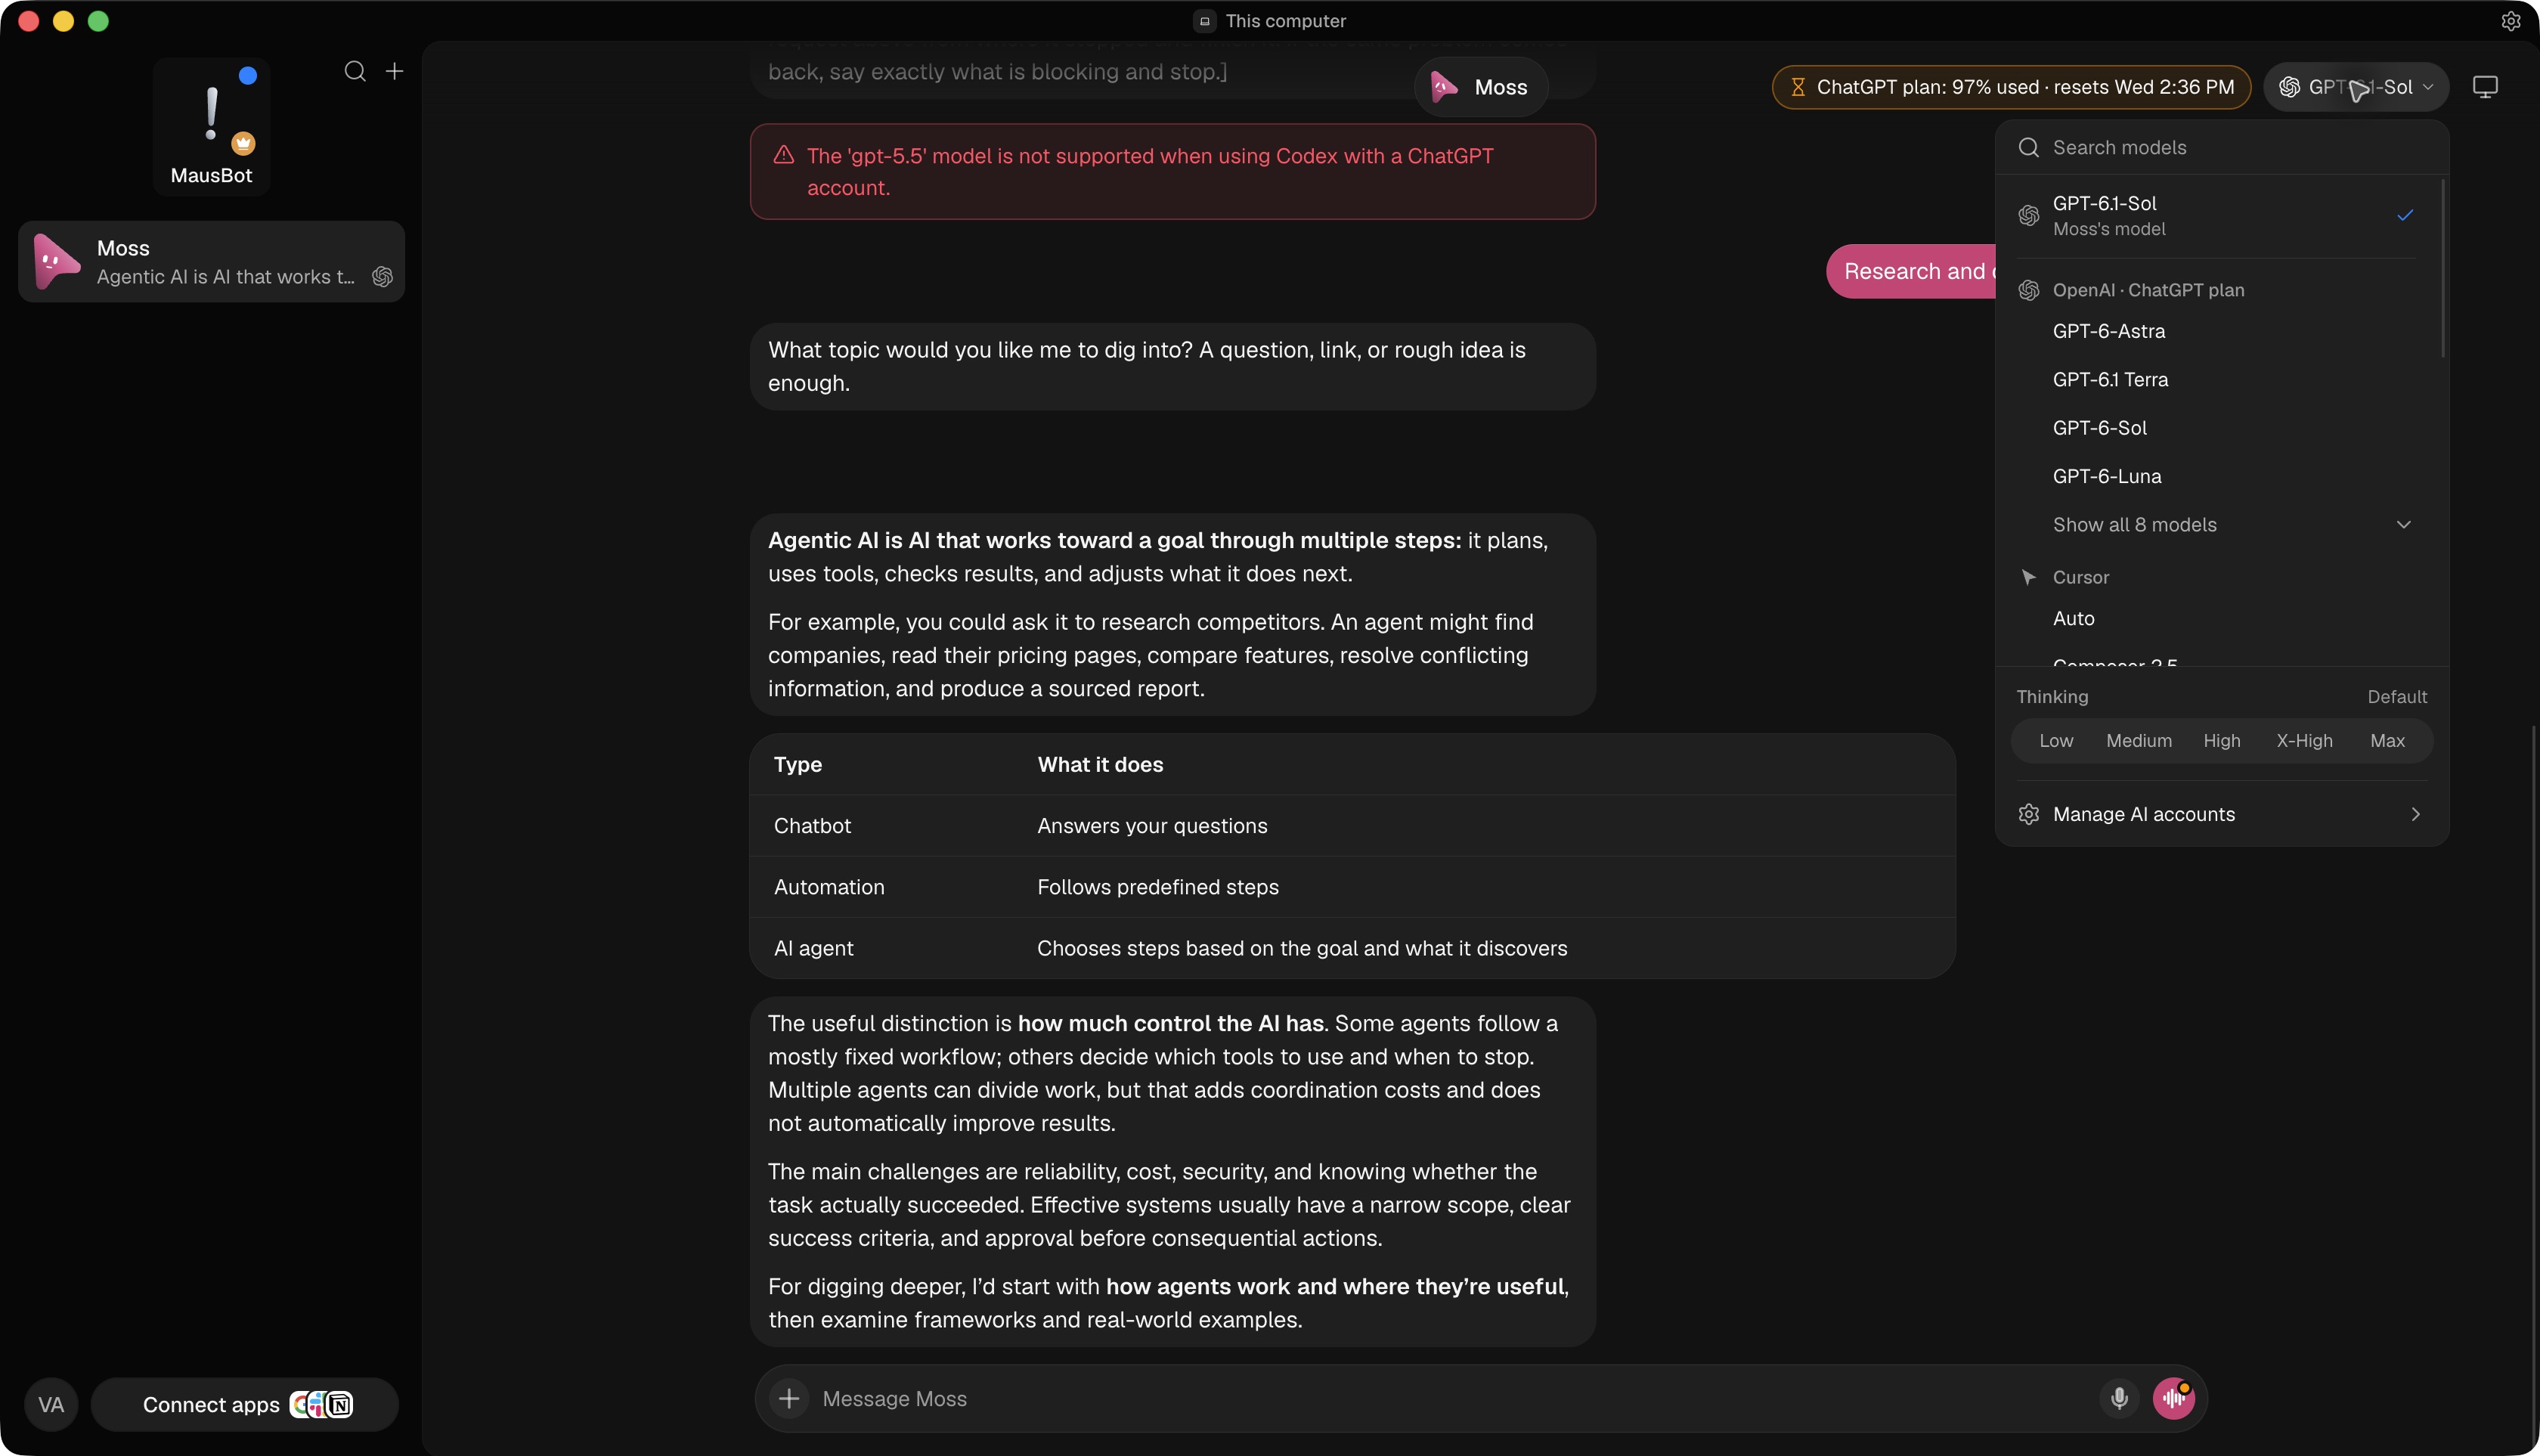 This computer
MausBot
Moss
Agentic AI is AI that works t...
VA
Connect apps
back, say exactly what is blocking and stop.]
Moss
ChatGPT plan: 97% used · resets Wed 2:36 PM
The 'gpt-5.5' model is not supported when using Codex with a ChatGPT
account.
Research and
What topic would you like me to dig into? A question, link, or rough idea is
enough.
Agentic AI is AI that works toward a goal through multiple steps: it plans,
uses tools, checks results, and adjusts what it does next.
For example, you could ask it to research competitors. An agent might find
companies, read their pricing pages, compare features, resolve conflicting
information, and produce a sourced report.
Type What it does
Chatbot Answers your questions
Automation Follows predefined steps
AI agent Chooses steps based on the goal and what it discovers
The useful distinction is how much control the AI has. Some agents follow a
mostly fixed workflow; others decide which tools to use and when to stop.
Multiple agents can divide work, but that adds coordination costs and does
not automatically improve results.
The main challenges are reliability, cost, security, and knowing whether the
task actually succeeded. Effective systems usually have a narrow scope, clear
success criteria, and approval before consequential actions.
For digging deeper, I’d start with how agents work and where they’re useful,
then examine frameworks and real-world examples.
Message Moss
Search models
GPT-6.1-Sol
Moss's model
OpenAI · ChatGPT plan
GPT-6-Astra
GPT-6.1 Terra
GPT-6-Sol
GPT-6-Luna
Show all 8 models
Cursor
Auto
Thinking Default
Low Medium High X-High Max
Manage AI accounts